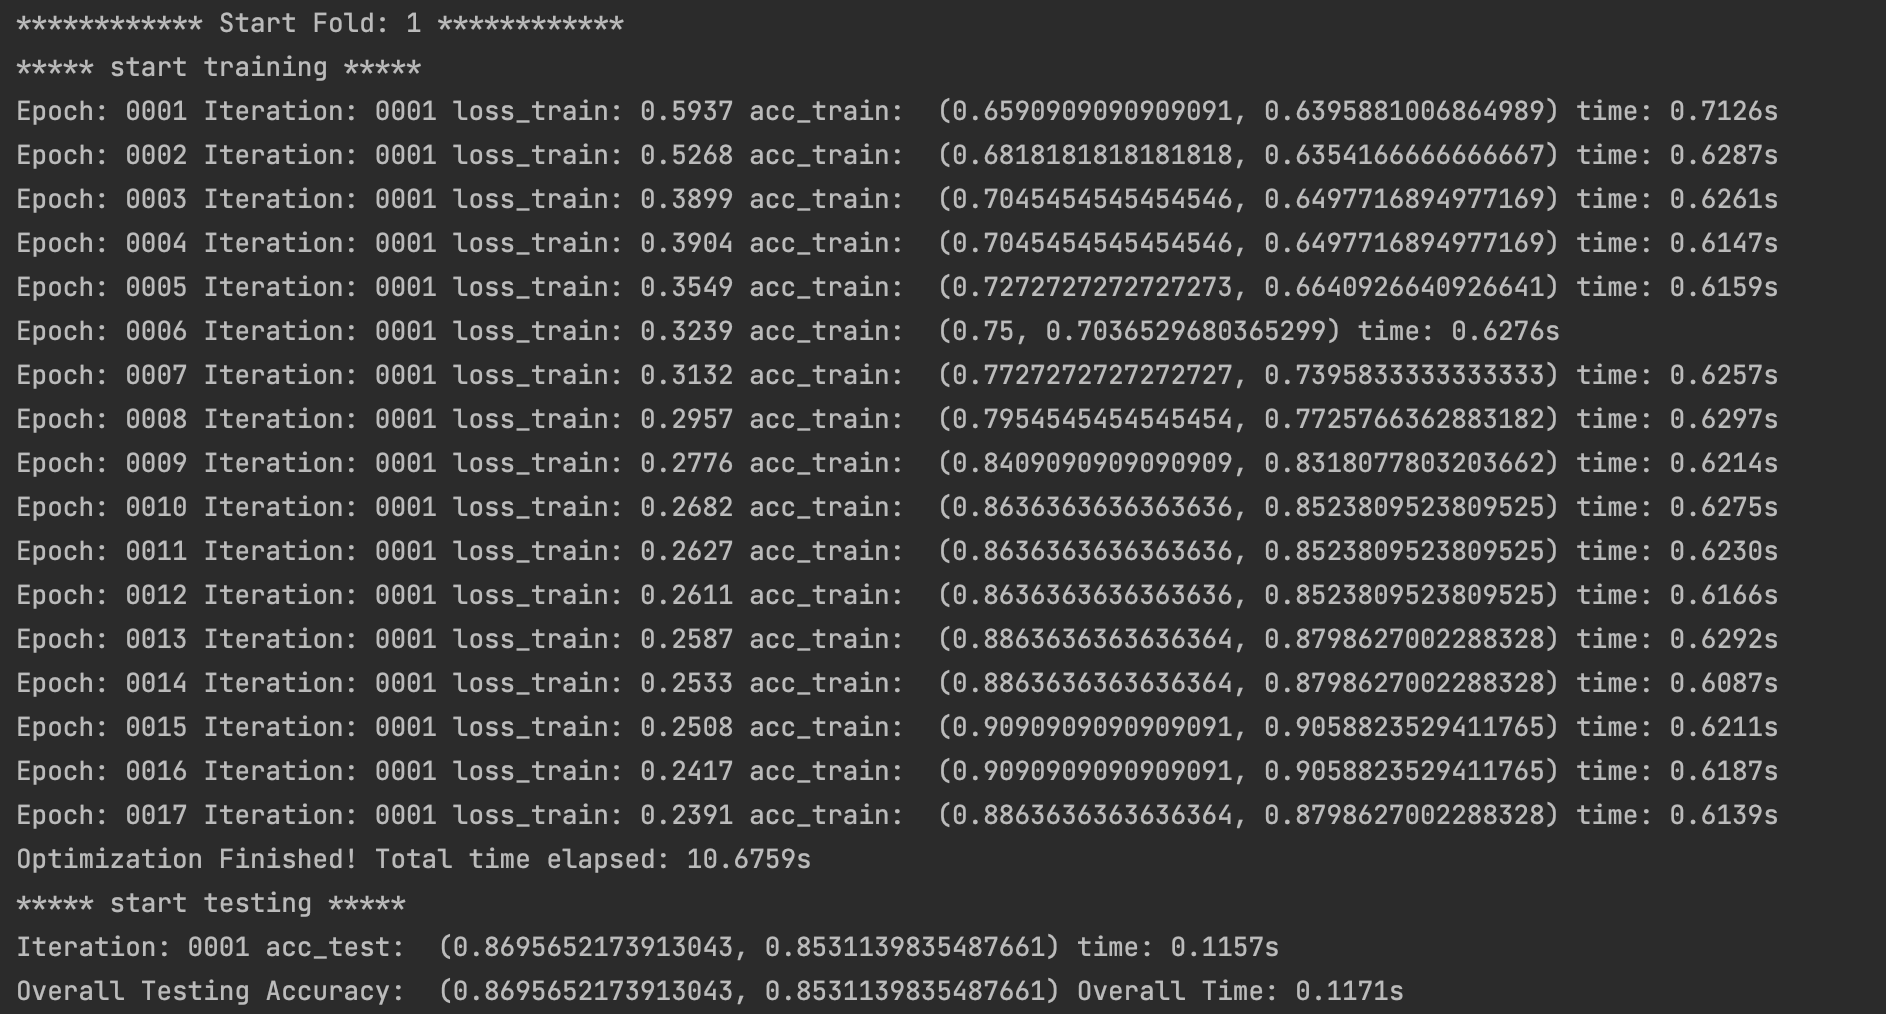 ************ Start Fold: 1 ************
***** start training *****
Epoch: 0001 Iteration: 0001 loss_train: 0.5937 acc_train:  (0.6590909090909091, 0.6395881006864989) time: 0.7126s
Epoch: 0002 Iteration: 0001 loss_train: 0.5268 acc_train:  (0.6818181818181818, 0.6354166666666667) time: 0.6287s
Epoch: 0003 Iteration: 0001 loss_train: 0.3899 acc_train:  (0.7045454545454546, 0.6497716894977169) time: 0.6261s
Epoch: 0004 Iteration: 0001 loss_train: 0.3904 acc_train:  (0.7045454545454546, 0.6497716894977169) time: 0.6147s
Epoch: 0005 Iteration: 0001 loss_train: 0.3549 acc_train:  (0.7272727272727273, 0.6640926640926641) time: 0.6159s
Epoch: 0006 Iteration: 0001 loss_train: 0.3239 acc_train:  (0.75, 0.7036529680365299) time: 0.6276s
Epoch: 0007 Iteration: 0001 loss_train: 0.3132 acc_train:  (0.7727272727272727, 0.7395833333333333) time: 0.6257s
Epoch: 0008 Iteration: 0001 loss_train: 0.2957 acc_train:  (0.7954545454545454, 0.7725766362883182) time: 0.6297s
Epoch: 0009 Iteration: 0001 loss_train: 0.2776 acc_train:  (0.8409090909090909, 0.8318077803203662) time: 0.6214s
Epoch: 0010 Iteration: 0001 loss_train: 0.2682 acc_train:  (0.8636363636363636, 0.8523809523809525) time: 0.6275s
Epoch: 0011 Iteration: 0001 loss_train: 0.2627 acc_train:  (0.8636363636363636, 0.8523809523809525) time: 0.6230s
Epoch: 0012 Iteration: 0001 loss_train: 0.2611 acc_train:  (0.8636363636363636, 0.8523809523809525) time: 0.6166s
Epoch: 0013 Iteration: 0001 loss_train: 0.2587 acc_train:  (0.8863636363636364, 0.8798627002288328) time: 0.6292s
Epoch: 0014 Iteration: 0001 loss_train: 0.2533 acc_train:  (0.8863636363636364, 0.8798627002288328) time: 0.6087s
Epoch: 0015 Iteration: 0001 loss_train: 0.2508 acc_train:  (0.9090909090909091, 0.9058823529411765) time: 0.6211s
Epoch: 0016 Iteration: 0001 loss_train: 0.2417 acc_train:  (0.9090909090909091, 0.9058823529411765) time: 0.6187s
Epoch: 0017 Iteration: 0001 loss_train: 0.2391 acc_train:  (0.8863636363636364, 0.8798627002288328) time: 0.6139s
Optimization Finished! Total time elapsed: 10.6759s
***** start testing *****
Iteration: 0001 acc_test:  (0.8695652173913043, 0.8531139835487661) time: 0.1157s
Overall Testing Accuracy:  (0.8695652173913043, 0.8531139835487661) Overall Time: 0.1171s